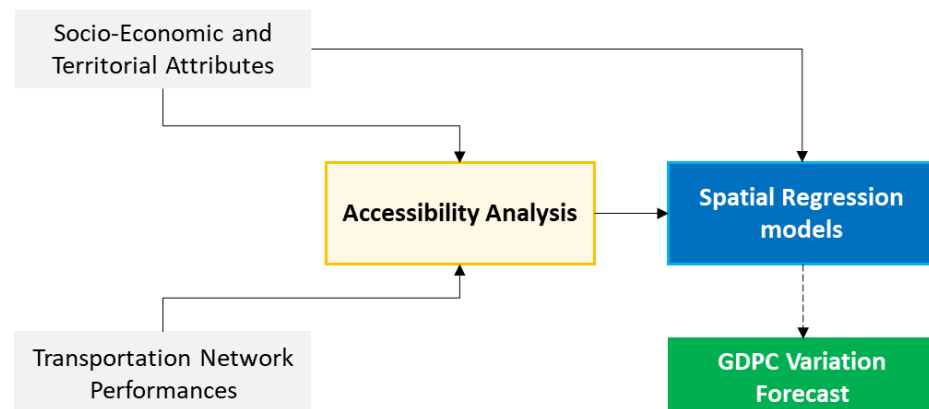 Socio-Economic and
Territorial Attributes
Accessibility Analysis
Spatial Regression
models
Transportation Network
Performances
GDPC Variation
Forecast